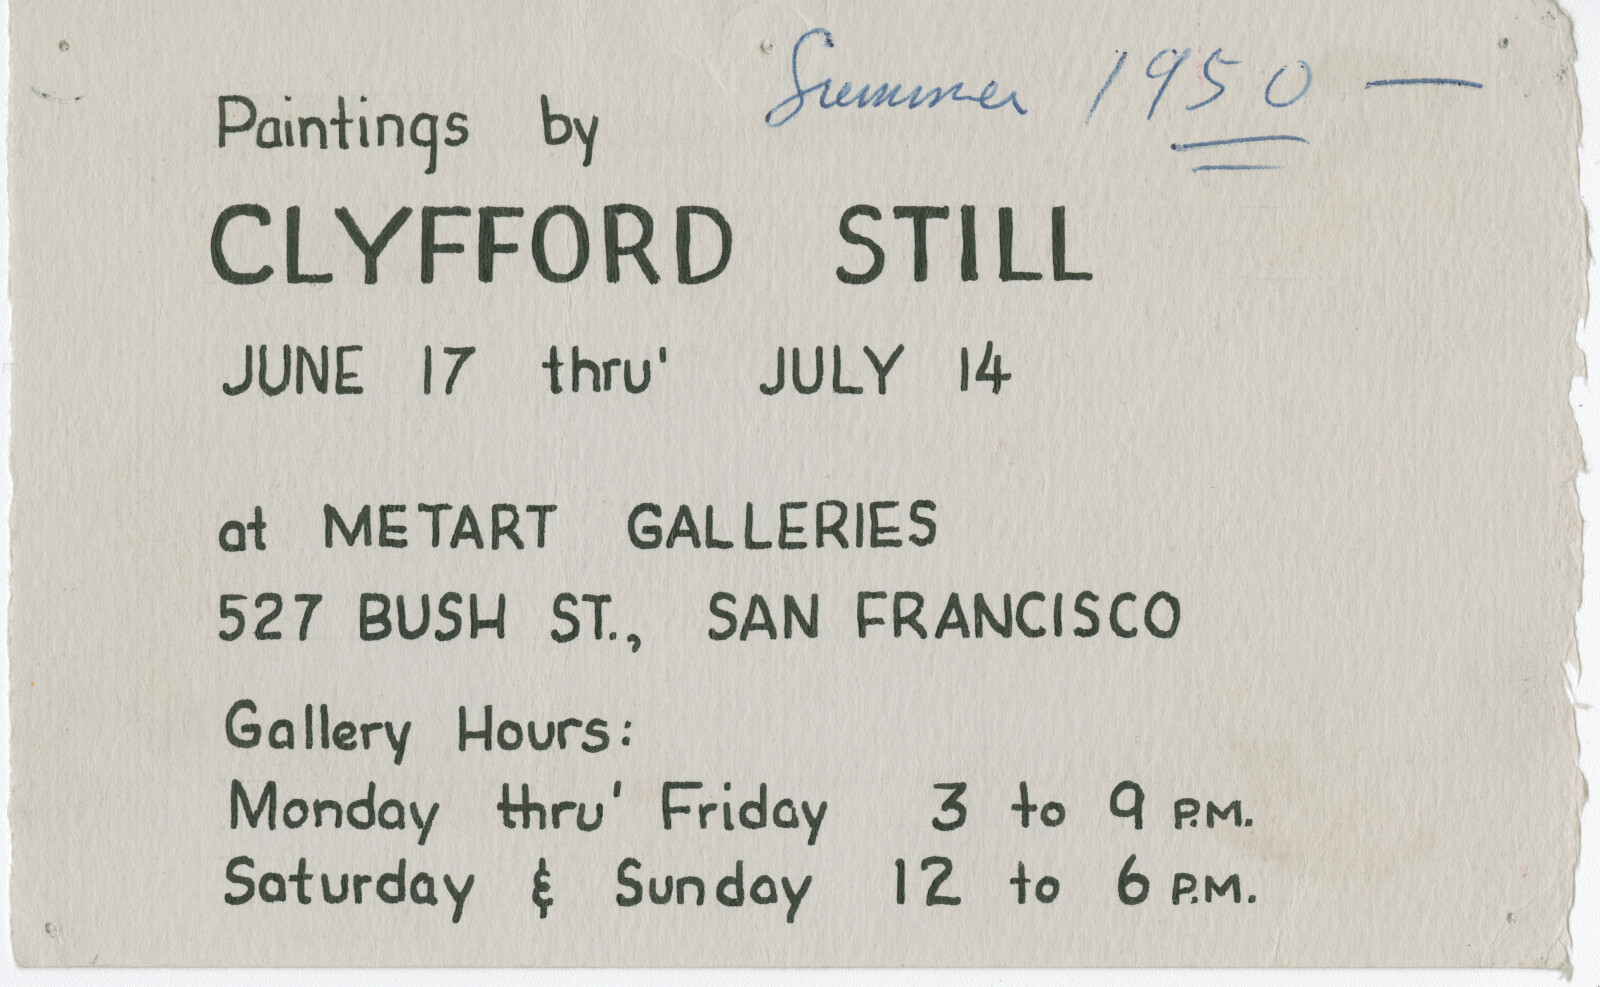 Summer 1950 —
Paintings by
CLYFFORD STILL
JUNE 17 thru' JULY 14
at METART GALLERIES
527 BUSH ST., SAN FRANCISCO
Gallery Hours:
Monday thru' Friday 3 to 9 P.M.
Saturday & Sunday 12 to 6 P.M.